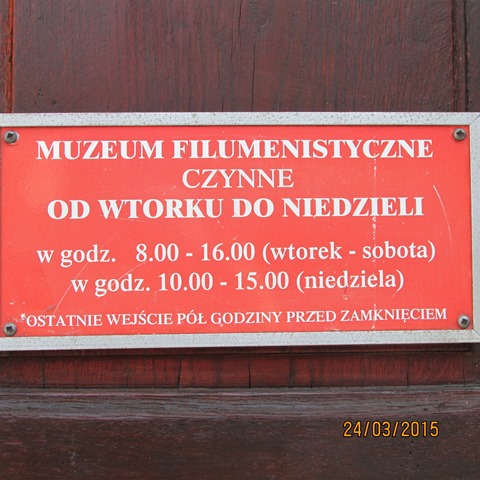 MUZEUM FILUMENISTYCZNE
CZYNNE
OD WTORKU DO NIEDZIELI
w godz. 8.00 - 16.00 (wtorek - sobota)
w godz. 10.00 - 15.00 (niedziela)
*OSTATNIE WEJŚCIE PÓŁ GODZINY PRZED ZAMKNIĘCIEM
24/03/2015